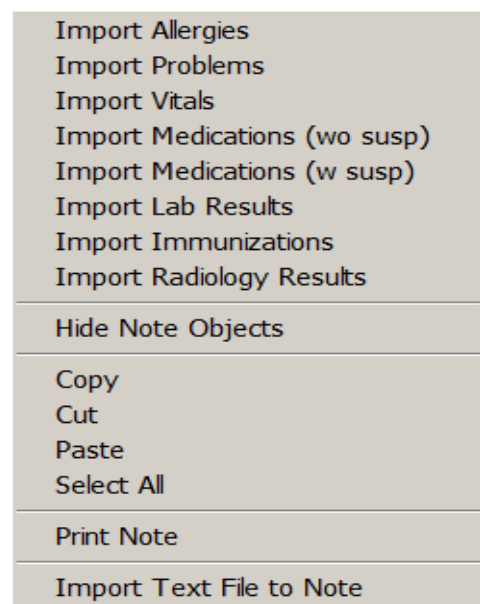 Import Allergies
Import Problems
Import Vitals
Import Medications (wo susp)
Import Medications (w susp)
Import Lab Results
Import Immunizations
Import Radiology Results
Hide Note Objects
Copy
Cut
Paste
Select All
Print Note
Import Text File to Note